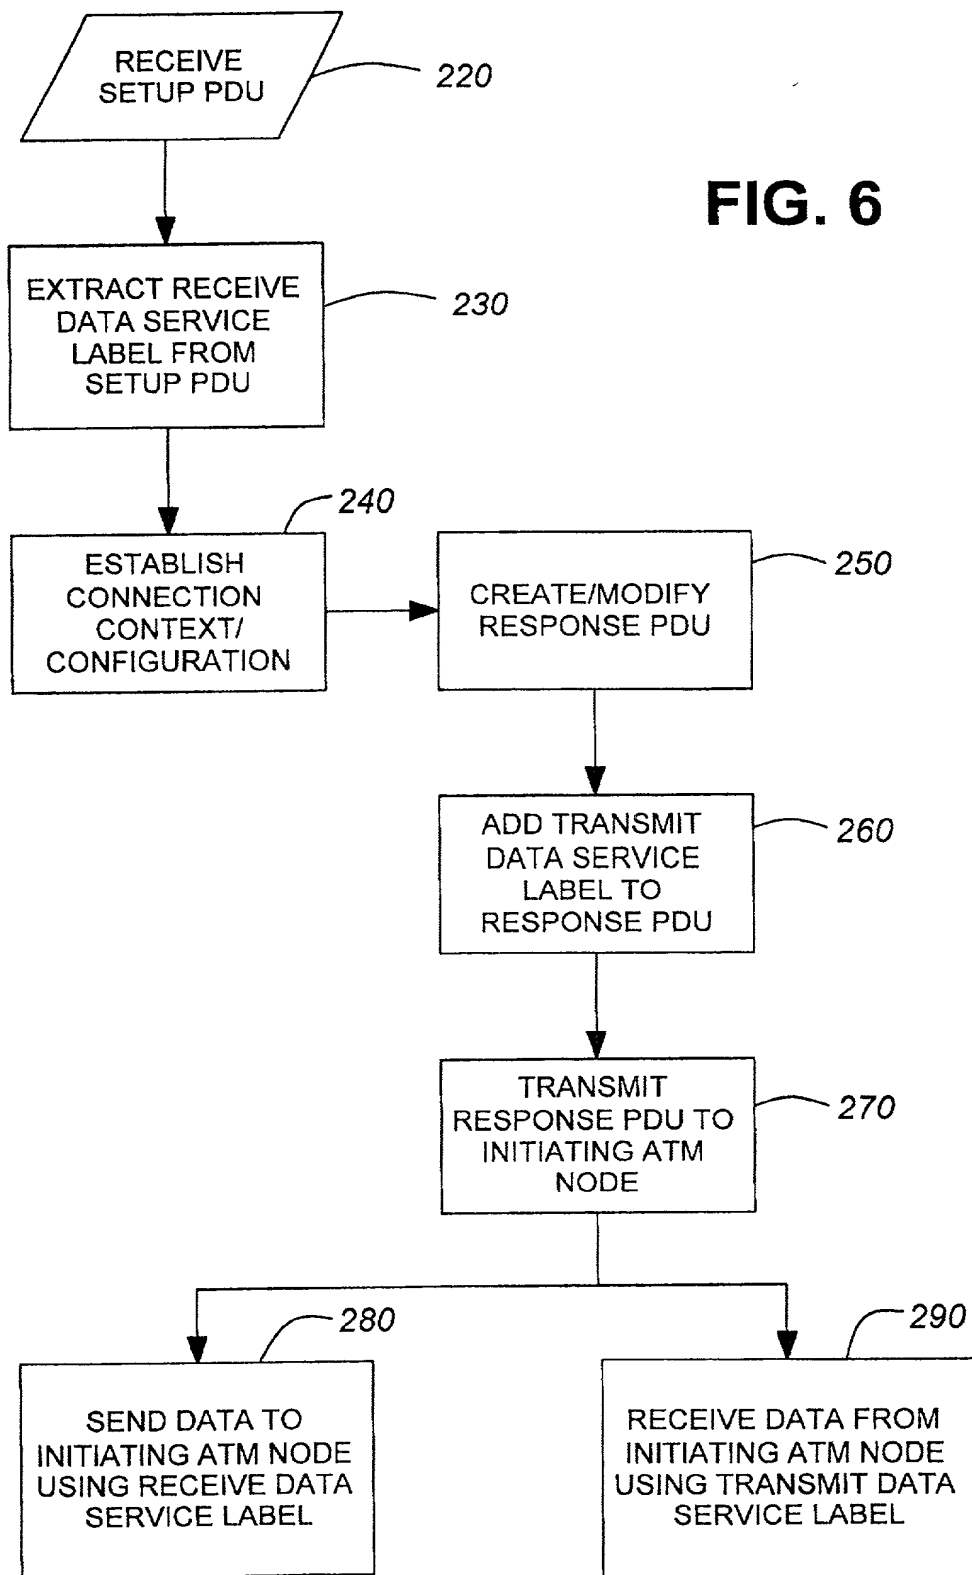 RECEIVE
SETUP PDU
220
FIG. 6
EXTRACT RECEIVE
DATA SERVICE
LABEL FROM
SETUP PDU
230
240
ESTABLISH
CONNECTION
CONTEXT/
CONFIGURATION
250
CREATE/MODIFY
RESPONSE PDU
ADD TRANSMIT
DATA SERVICE
LABEL TO
RESPONSE PDU
260
TRANSMIT
RESPONSE PDU TO
INITIATING ATM
NODE
270
280
SEND DATA TO
INITIATING ATM NODE
USING RECEIVE DATA
SERVICE LABEL
290
RECEIVE DATA FROM
INITIATING ATM NODE
USING TRANSMIT DATA
SERVICE LABEL